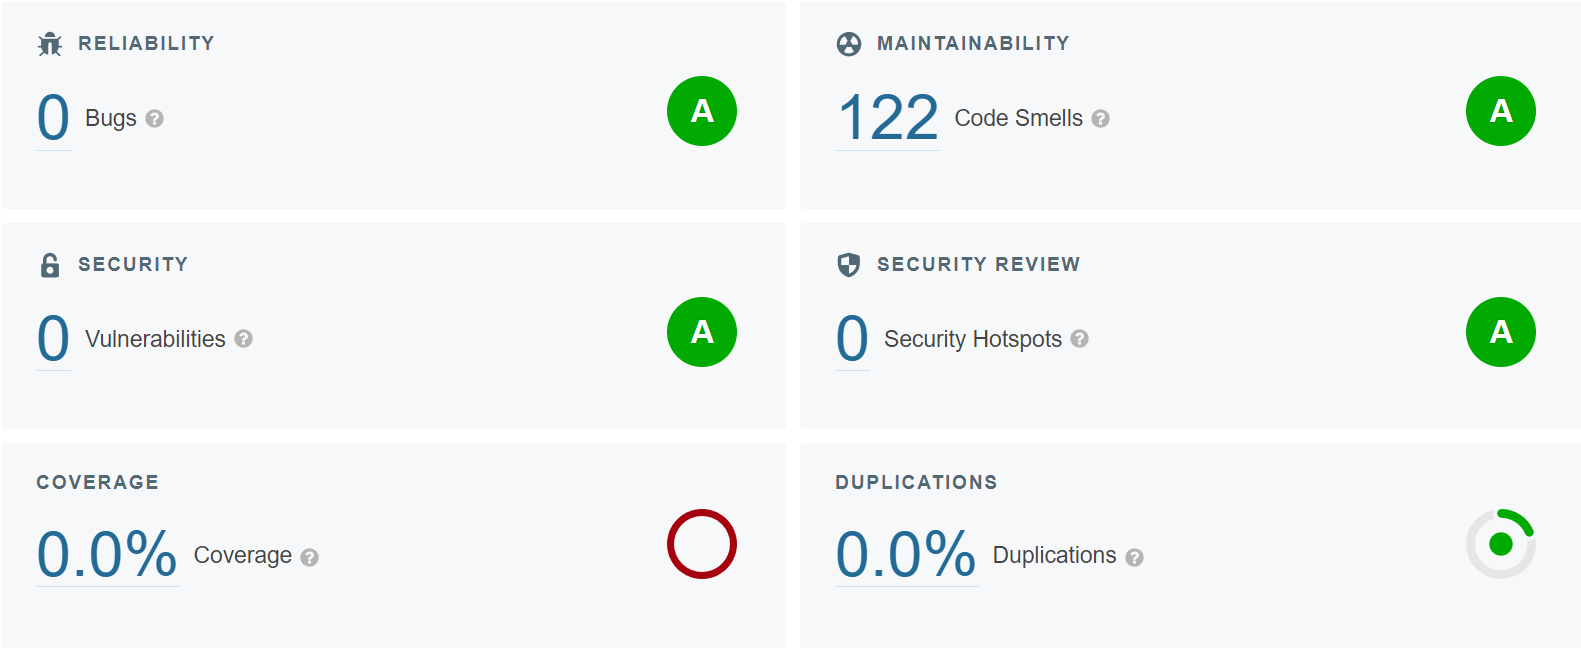 RELIABILITY
0 Bugs ?
A
MAINTAINABILITY
122 Code Smells ?
A
SECURITY
0 Vulnerabilities ?
A
SECURITY REVIEW
0 Security Hotspots ?
A
COVERAGE
0.0% Coverage ?
DUPLICATIONS
0.0% Duplications ?